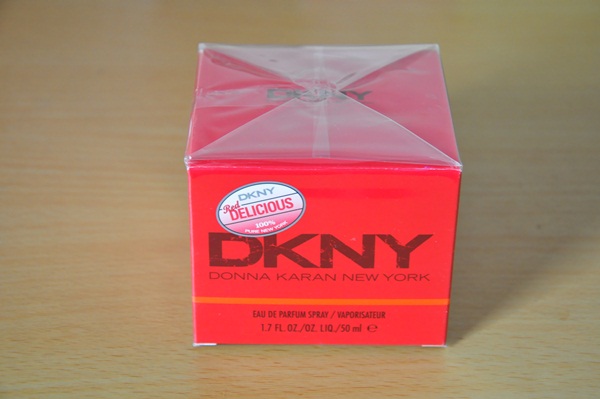 DKNY
DKNY
Red
DELICIOUS
100%
PURE NEW YORK
DKNY
DONNA KARAN NEW YORK
EAU DE PARFUM SPRAY / VAPORISATEUR
1.7 FL. OZ./OZ. LIQ./50 ml ℮